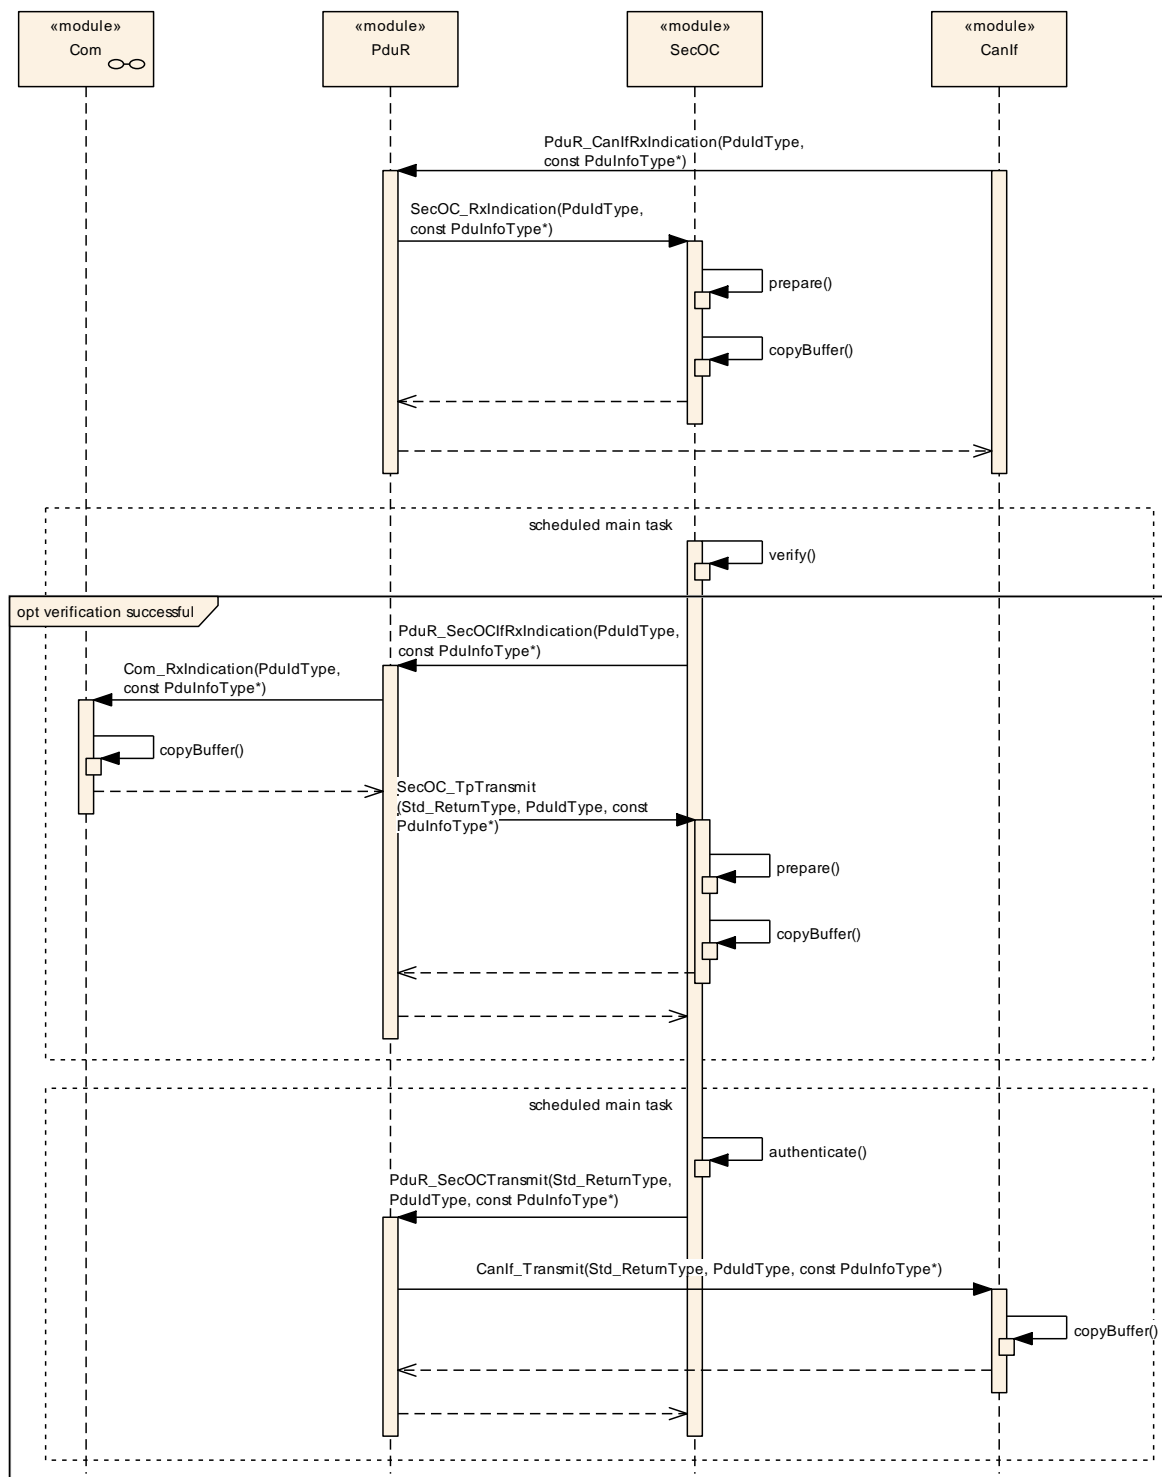 «module»
Com
«module»
PduR
«module»
SecOC
«module»
CanIf
PduR_CanIfRxIndication(PduIdType,
const PduInfoType*)
SecOC_RxIndication(PduIdType,
const PduInfoType*)
prepare()
copyBuffer()
scheduled main task
verify()
opt verification successful
PduR_SecOCIfRxIndication(PduIdType,
const PduInfoType*)
Com_RxIndication(PduIdType,
const PduInfoType*)
copyBuffer()
SecOC_TpTransmit
(Std_ReturnType, PduIdType, const
PduInfoType*)
prepare()
copyBuffer()
scheduled main task
authenticate()
PduR_SecOCTransmit(Std_ReturnType,
PduIdType, const PduInfoType*)
CanIf_Transmit(Std_ReturnType, PduIdType, const PduInfoType*)
copyBuffer()